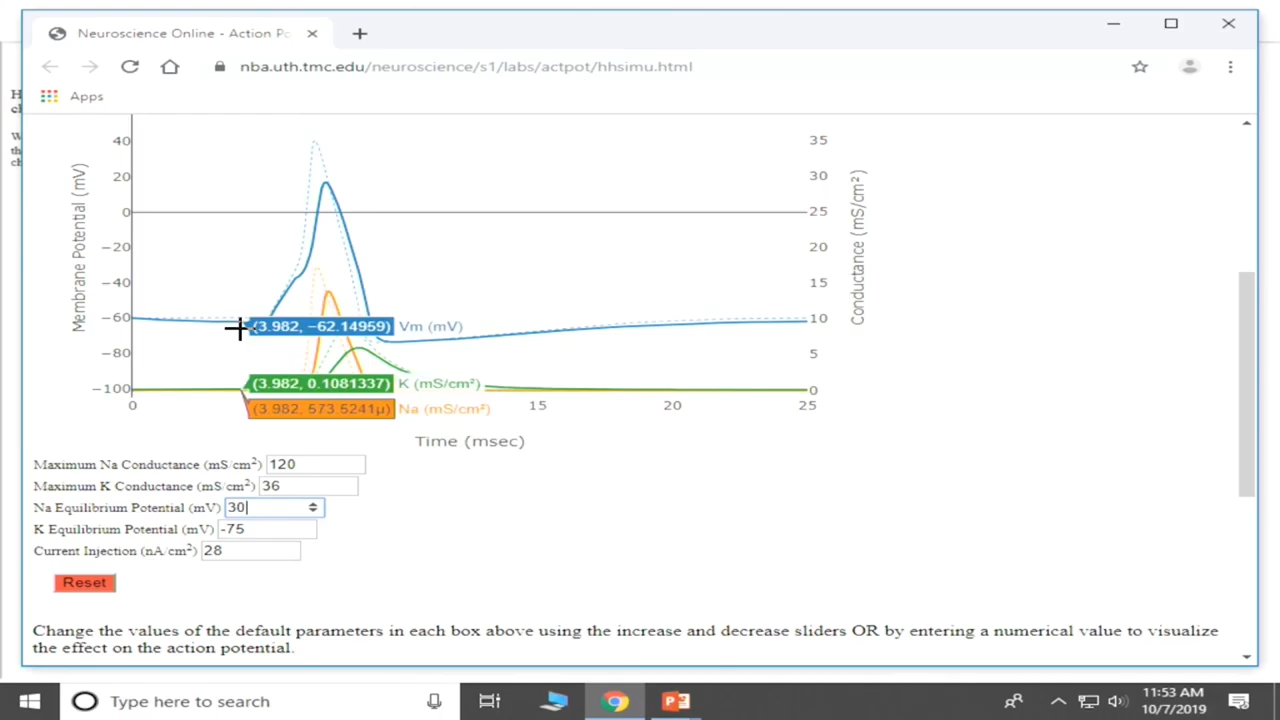 Neuroscience Online - Action Po
nba.uth.tmc.edu/neuroscience/s1/labs/actpot/hhsimu.html
Apps
40
20
0
−20
−40
−60
−80
−100
Membrane Potential (mV)
35
30
25
20
15
10
5
0
Conductance (mS/cm²)
(3.982, −62.14959) Vm (mV)
(3.982, 0.1081337) K (mS/cm²)
(3.982, 573.5241μ) Na (mS/cm²)
0 15 20 25
Time (msec)
Maximum Na Conductance (mS/cm²) 120
Maximum K Conductance (mS/cm²) 36
Na Equilibrium Potential (mV) 30
K Equilibrium Potential (mV) -75
Current Injection (nA/cm²) 28
Reset
Change the values of the default parameters in each box above using the increase and decrease sliders OR by entering a numerical value to visualize
the effect on the action potential.
Type here to search
11:53 AM
10/7/2019